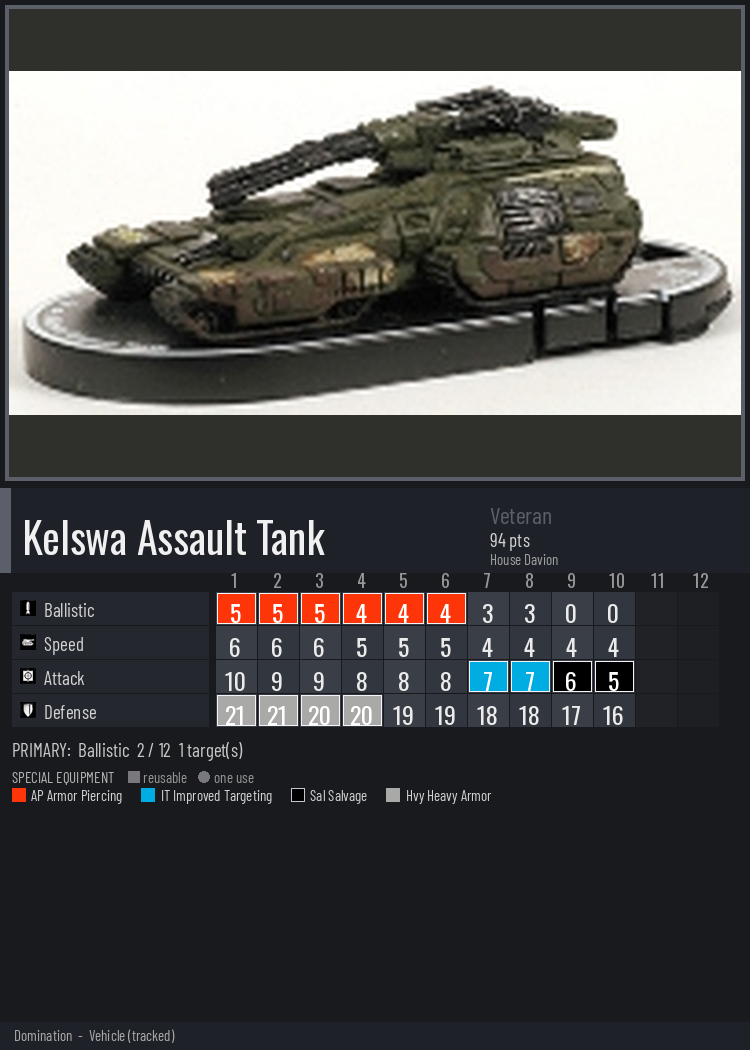 Kelswa Assault Tank
Veteran
94 pts
House Davion
1 2 3 4 5 6 7 8 9 10 11 12
Ballistic 5 5 5 4 4 4 3 3 0 0
Speed 6 6 6 5 5 5 4 4 4 4
Attack 10 9 9 8 8 8 7 7 6 5
Defense 21 21 20 20 19 19 18 18 17 16
PRIMARY: Ballistic 2 / 12 1 target(s)
SPECIAL EQUIPMENT reusable one use
AP Armor Piercing IT Improved Targeting Sal Salvage Hvy Heavy Armor
Domination - Vehicle (tracked)